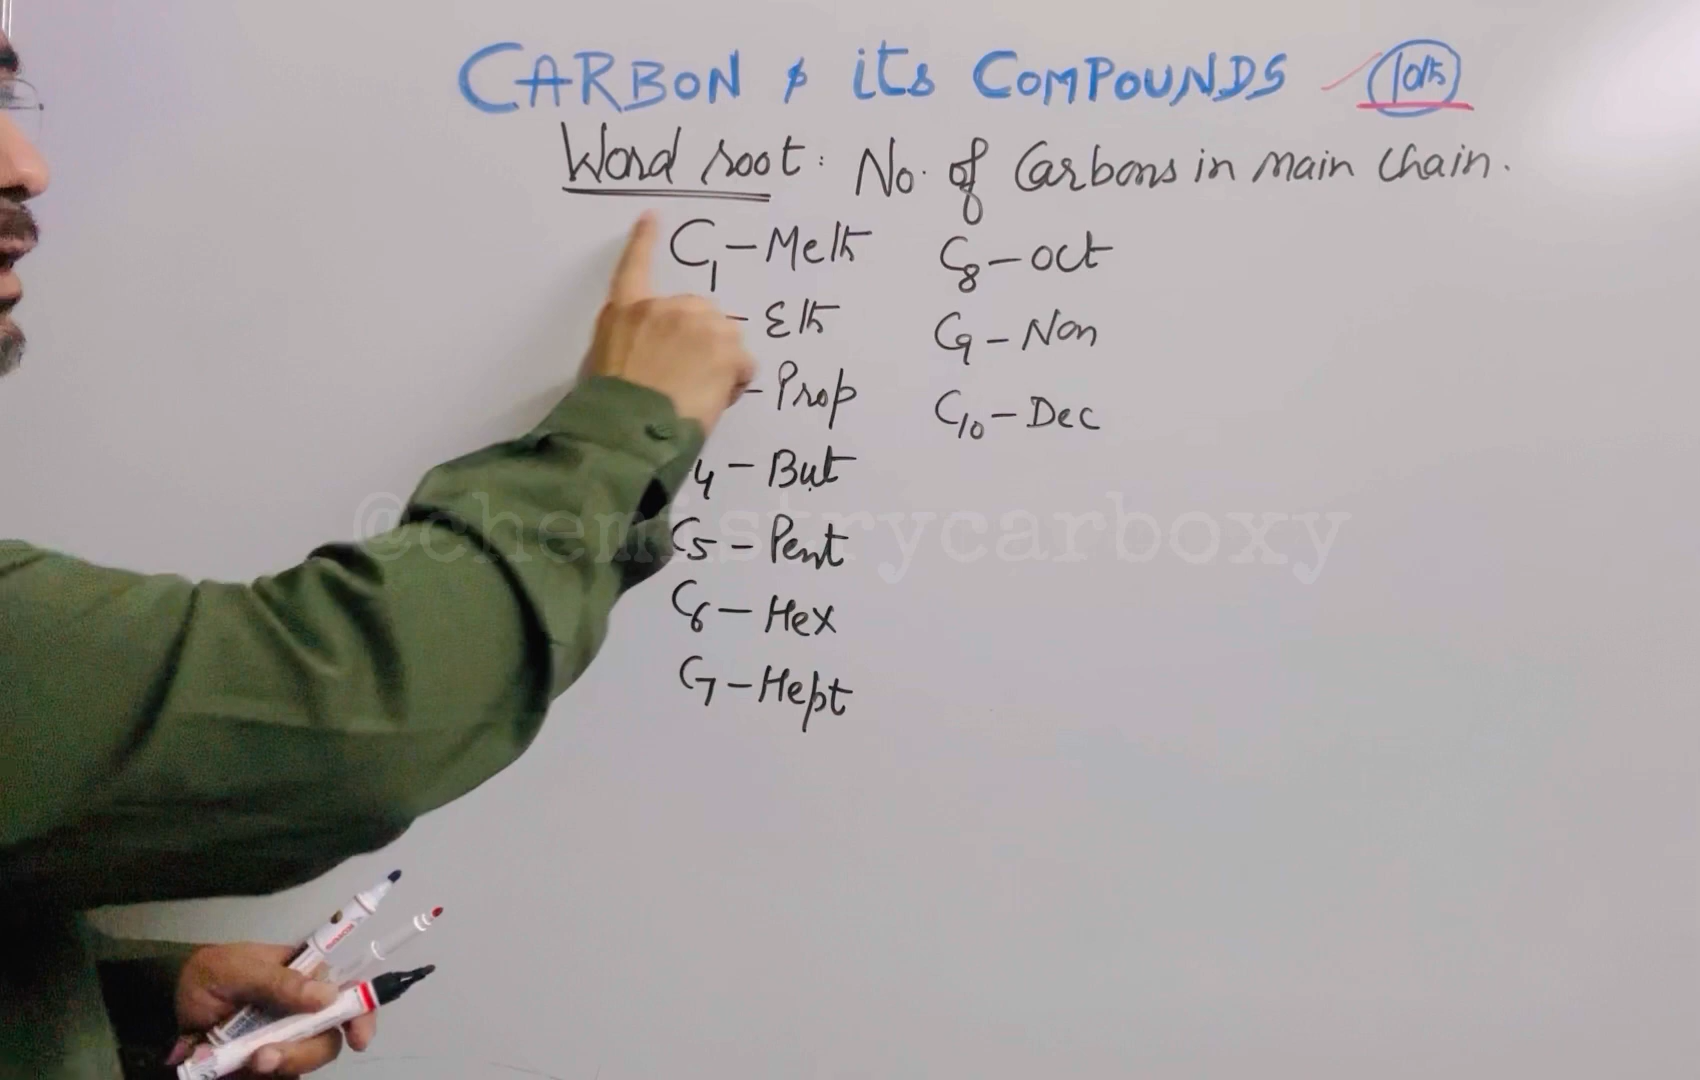 CARBON & its COMPOUNDS 10th
Word root: No. of Carbons in main chain.
C1 - Meth
- Eth
- Prop
4 - But
C5 - Pent
C6 - Hex
C7 - Hept
C8 - oct
C9 - Non
C10 - Dec
@chemistrycarboxy